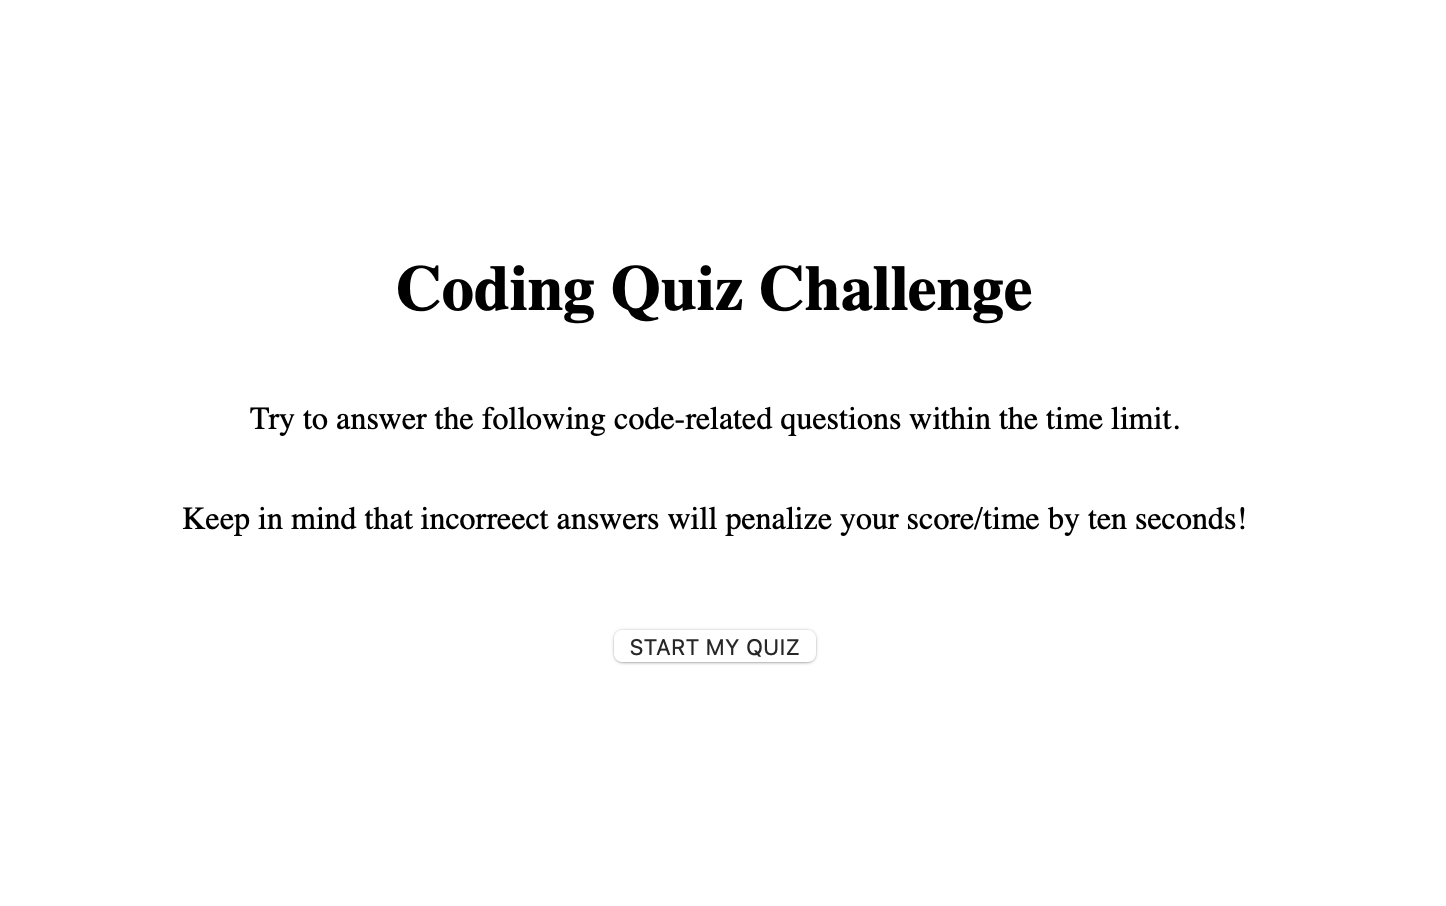 Coding Quiz Challenge
Try to answer the following code-related questions within the time limit.
Keep in mind that incorreect answers will penalize your score/time by ten seconds!
START MY QUIZ